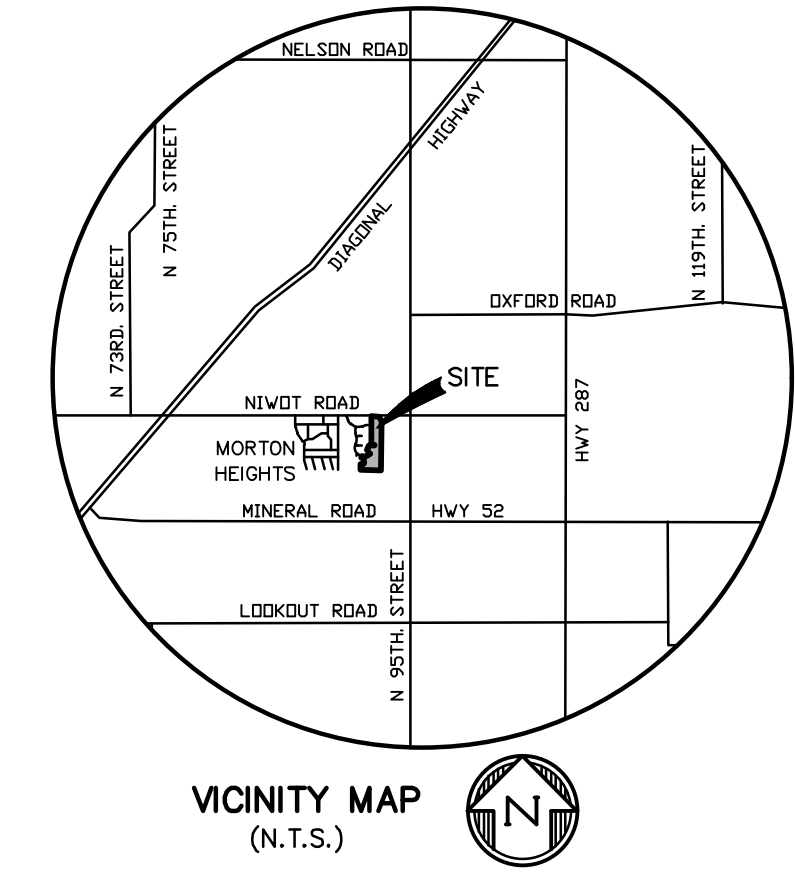 NELSON ROAD
HIGHWAY
DIAGONAL
N 75TH. STREET
N 73RD. STREET
N 119TH. STREET
OXFORD ROAD
SITE
NIWOT ROAD
HWY 287
MORTON
HEIGHTS
MINERAL ROAD
HWY 52
LOOKOUT ROAD
N 95TH. STREET
VICINITY MAP
(N.T.S.)
N